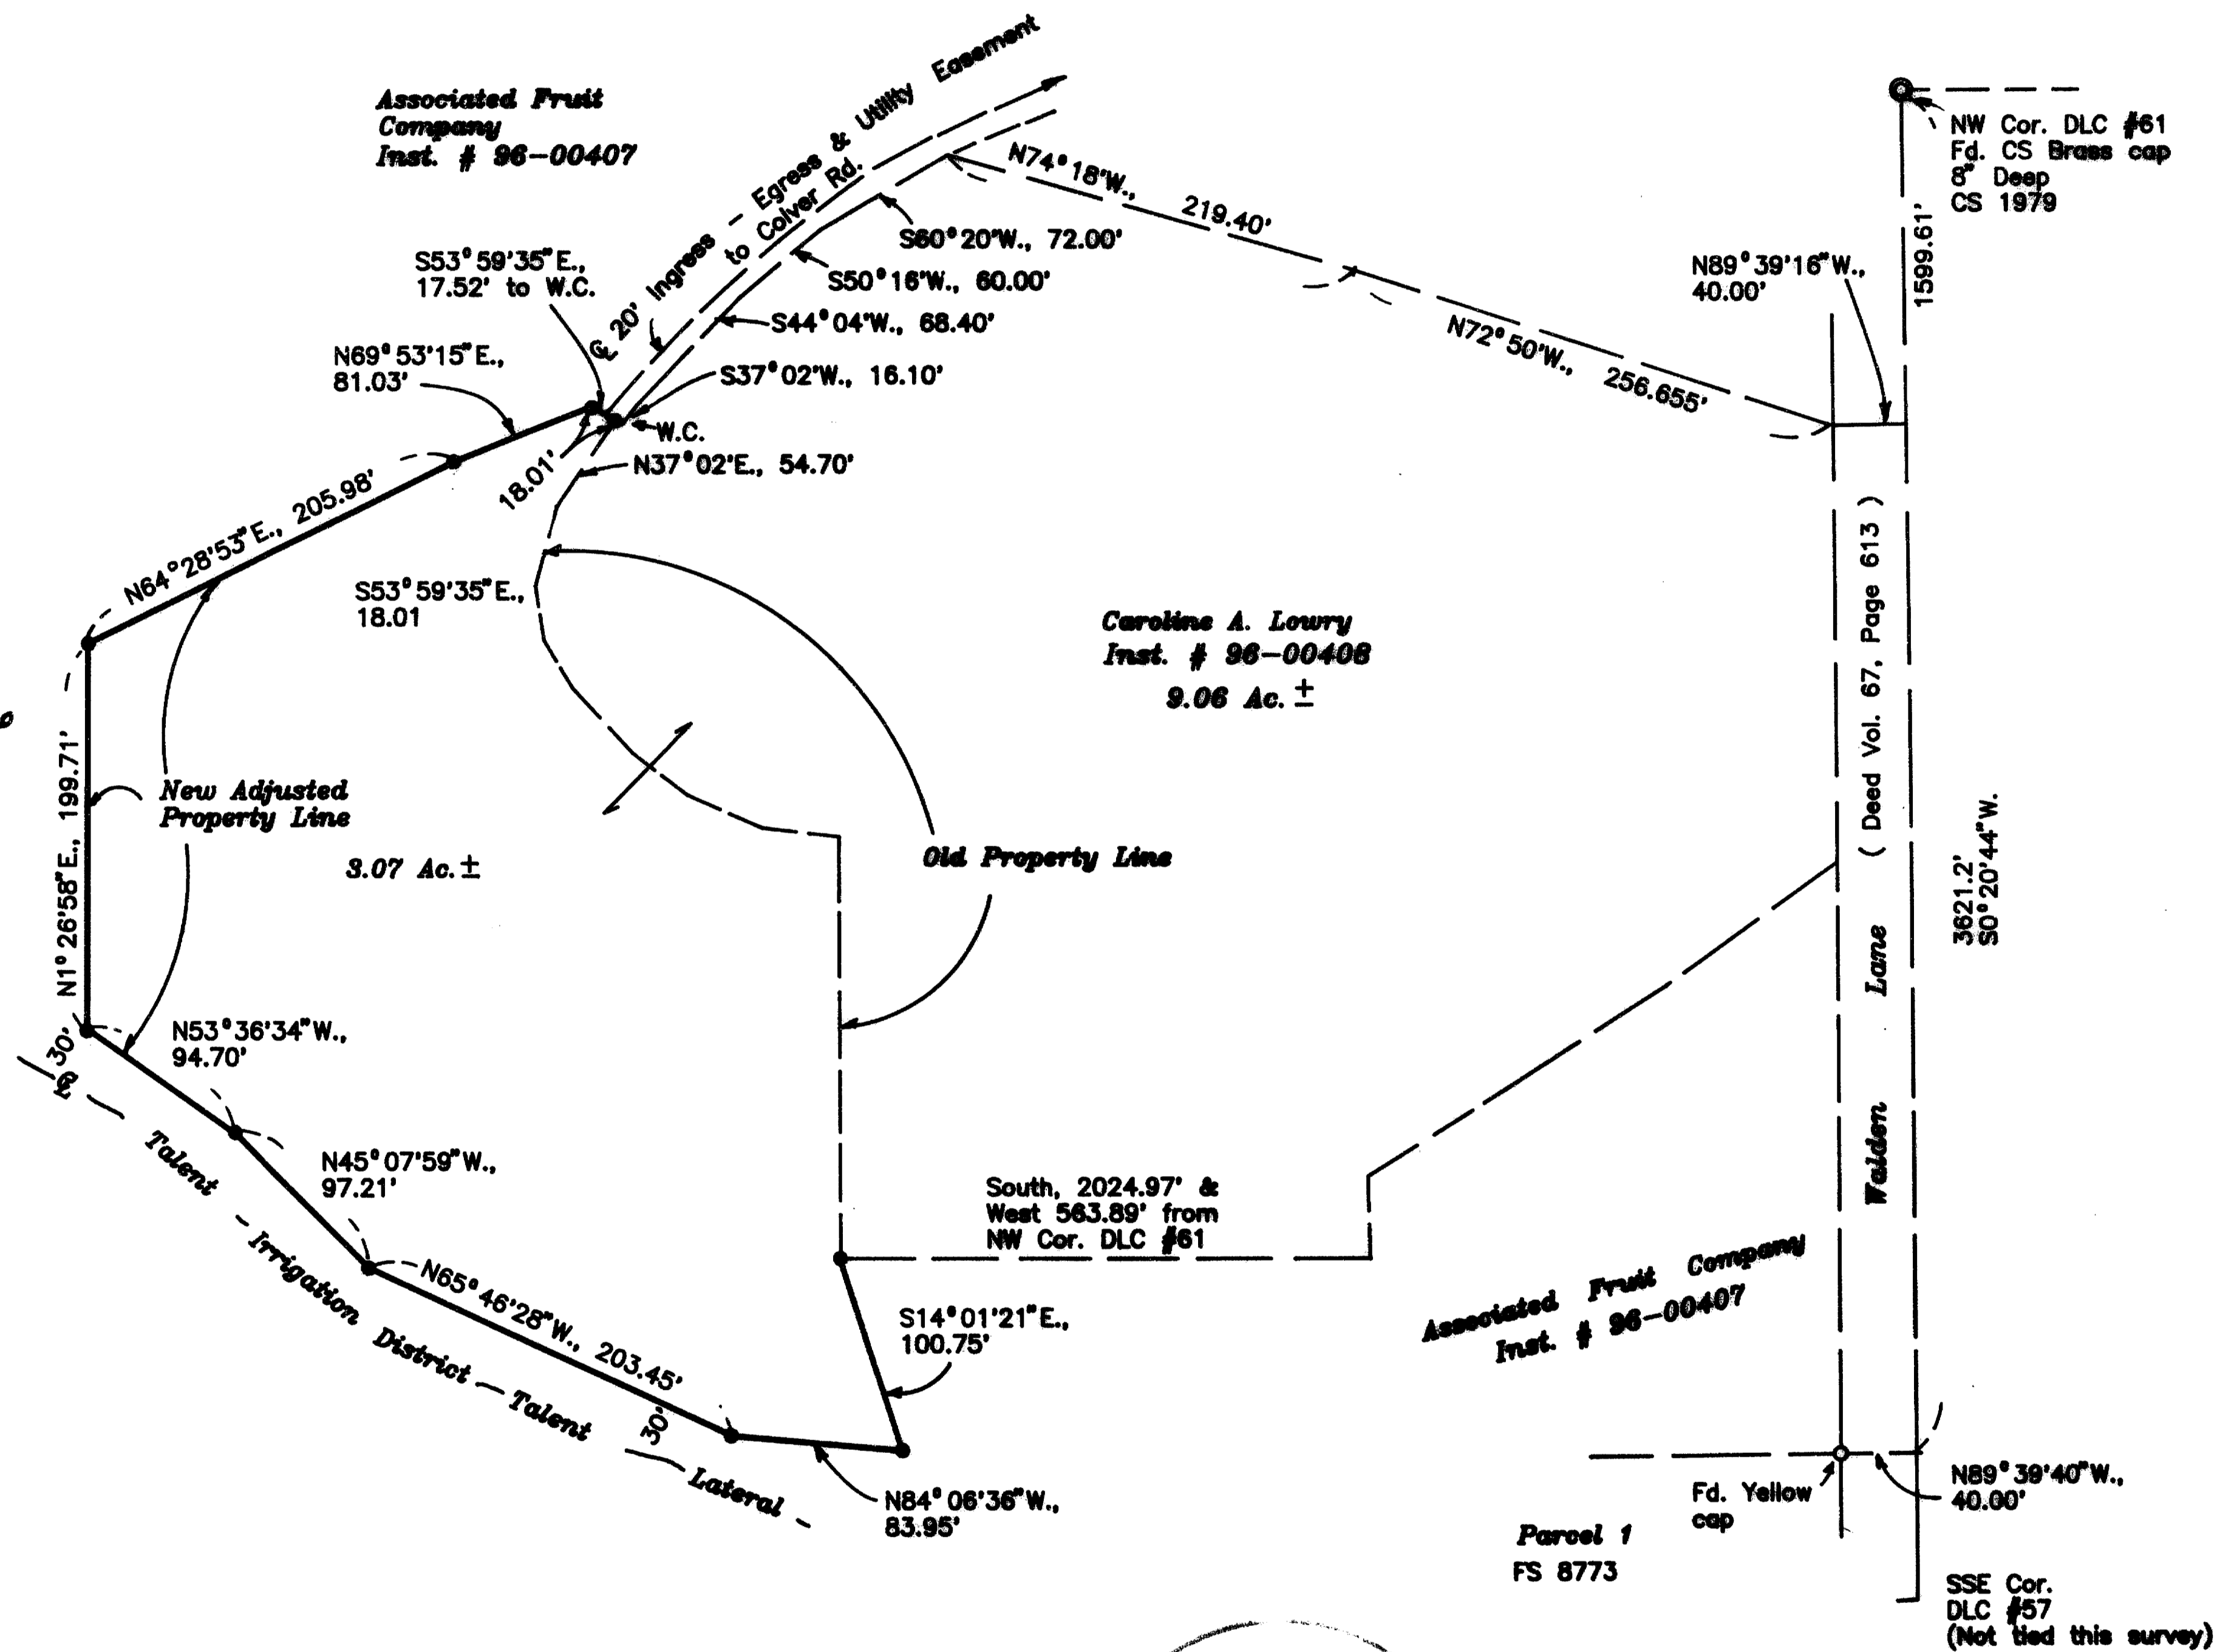 Associated Fruit
Company
Inst. # 96-00407
℄ 20' Ingress - Egress & Utility Easement
to Colver Rd.
N74°18'W., 219.40'
NW Cor. DLC #61
Fd. CS Brass cap
8" Deep
CS 1979
1599.61'
S60°20'W., 72.00'
S50°16'W., 60.00'
S44°04'W., 68.40'
S37°02'W., 16.10'
W.C.
N37°02'E., 54.70'
S53°59'35"E.,
17.52' to W.C.
N69°53'15"E.,
81.03'
18.01'
N72°50'W., 256.655'
N89°39'16"W.,
40.00'
N64°28'53"E., 205.98'
S53°59'35"E.,
18.01
Caroline A. Lowry
Inst. # 96-00408
9.06 Ac. ±
( Deed Vol. 67, Page 613 )
N1°26'58"E., 199.71'
New Adjusted
Property Line
3.07 Ac. ±
Old Property Line
3621.2'
S0°20'44"W.
Walden Lane
30'
℄
N53°36'34"W.,
94.70'
N45°07'59"W.,
97.21'
N65°46'28"W., 203.45'
30'
Talent Irrigation District Talent Lateral
South, 2024.97' &
West 563.89' from
NW Cor. DLC #61
S14°01'21"E.,
100.75'
N84°06'36"W.,
83.95'
Associated Fruit Company
Inst. # 96-00407
Fd. Yellow
cap
N89°39'40"W.,
40.00'
Parcel 1
FS 8773
SSE Cor.
DLC #57
(Not tied this survey)